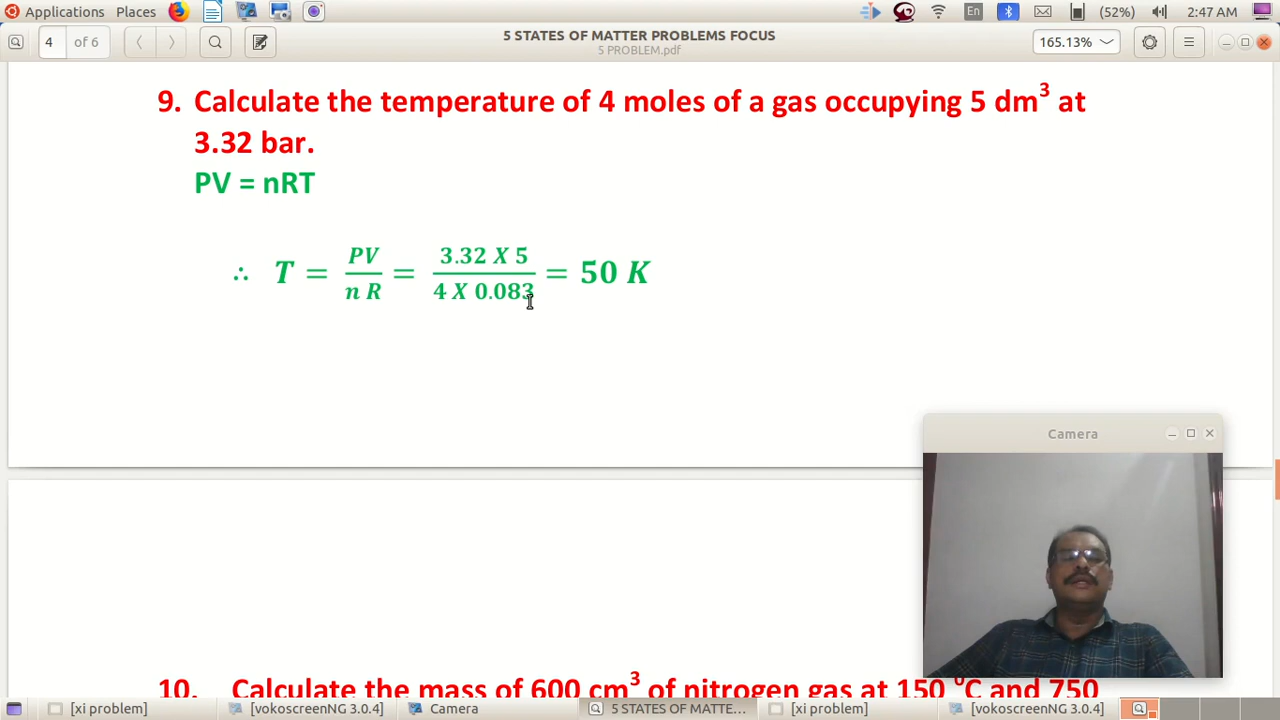 Applications Places En (52%) 2:47 AM
4 of 6 5 STATES OF MATTER PROBLEMS FOCUS 165.13%
5 PROBLEM.pdf
9. Calculate the temperature of 4 moles of a gas occupying 5 dm³ at
3.32 bar.
PV = nRT
∴ T = PV / n R = 3.32 X 5 / 4 X 0.083 = 50 K
Camera
10. Calculate the mass of 600 cm³ of nitrogen gas at 150 °C and 750
[xi problem] [vokoscreenNG 3.0.4] Camera 5 STATES OF MATTE... [xi problem] [vokoscreenNG 3.0.4]